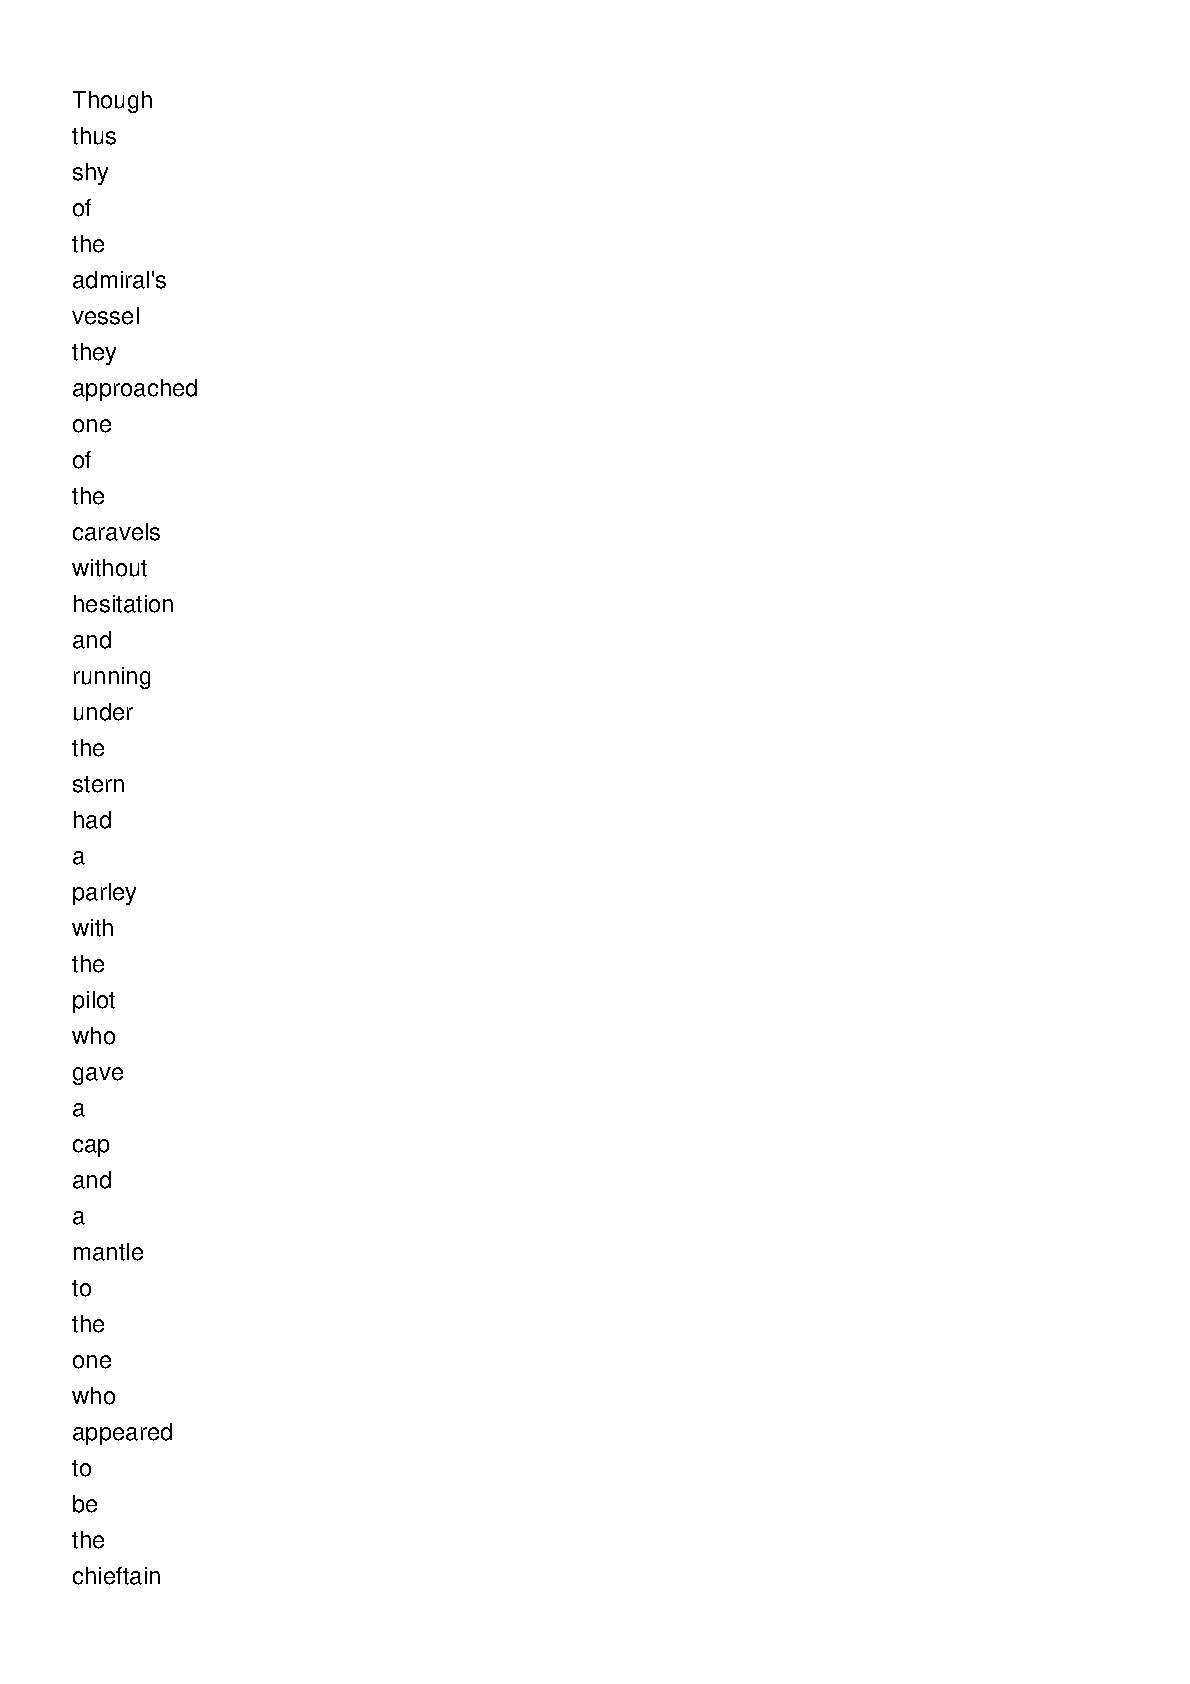 Though
thus
shy
of
the
admiral's
vessel
they
approached
one
of
the
caravels
without
hesitation
and
running
under
the
stern
had
a
parley
with
the
pilot
who
gave
a
cap
and
a
mantle
to
the
one
who
appeared
to
be
the
chieftain